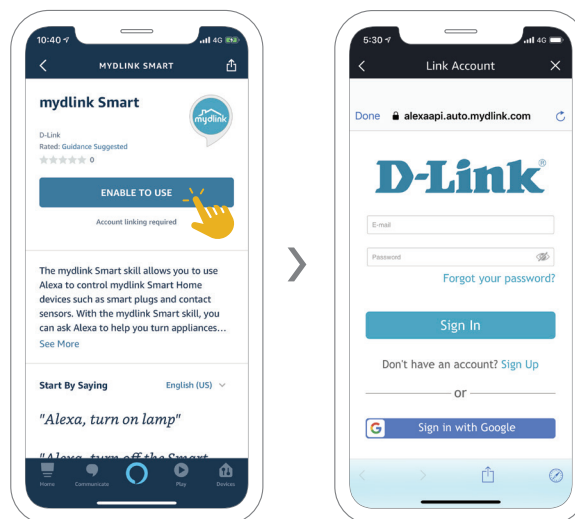 10:40
4G
MYDLINK SMART
mydlink Smart
mydlink
D-Link
Rated: Guidance Suggested
0
ENABLE TO USE
Account linking required
The mydlink Smart skill allows you to use
Alexa to control mydlink Smart Home
devices such as smart plugs and contact
sensors. With the mydlink Smart skill, you
can ask Alexa to help you turn appliances...
See More
Start By Saying
English (US)
"Alexa, turn on lamp"
"Alexa, turn off the Smart
Home
Communicate
Play
Devices
5:30
4G
Link Account
Done
alexaapi.auto.mydlink.com
D-Link®
E-mail
Password
Forgot your password?
Sign In
Don't have an account? Sign Up
or
G
Sign in with Google